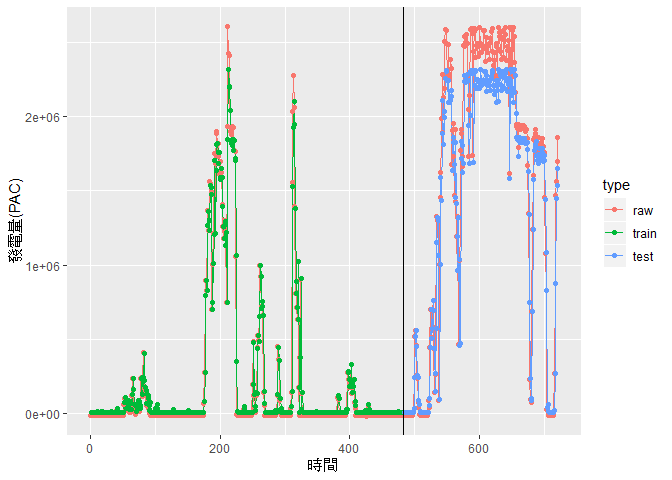 發電量(PAC)
2e+06
1e+06
0e+00
0
200
400
600
時間
type
raw
train
test